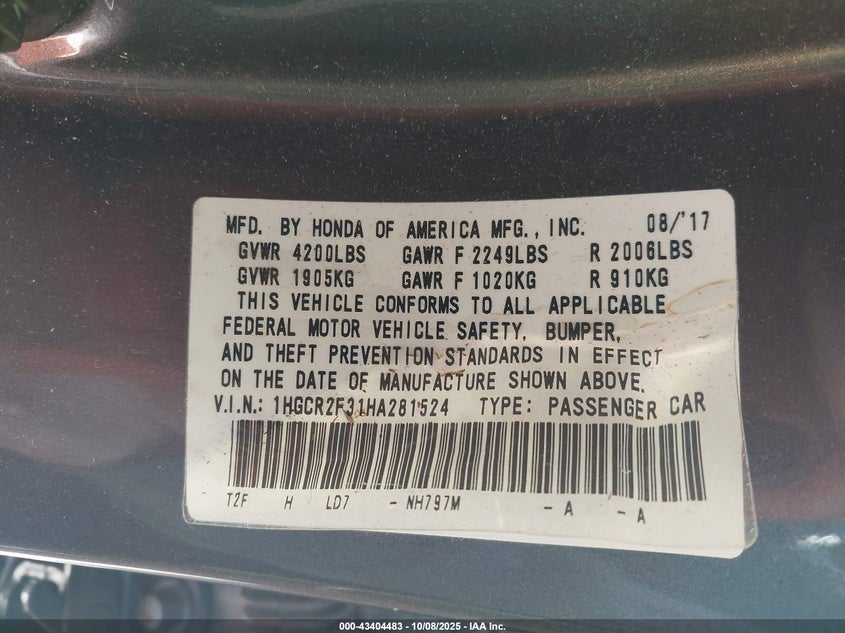 MFD. BY HONDA OF AMERICA MFG., INC. 08/'17
GVWR 4200LBS GAWR F 2249LBS R 2006LBS
GVWR 1905KG GAWR F 1020KG R 910KG
THIS VEHICLE CONFORMS TO ALL APPLICABLE
FEDERAL MOTOR VEHICLE SAFETY, BUMPER,
AND THEFT PREVENTION STANDARDS IN EFFECT
ON THE DATE OF MANUFACTURE SHOWN ABOVE.
V.I.N.: 1HGCR2F31HA281524 TYPE: PASSENGER CAR
T2F H LD7 - NH797M - A - A
000-43404483 - 10/08/2025 - IAA Inc.